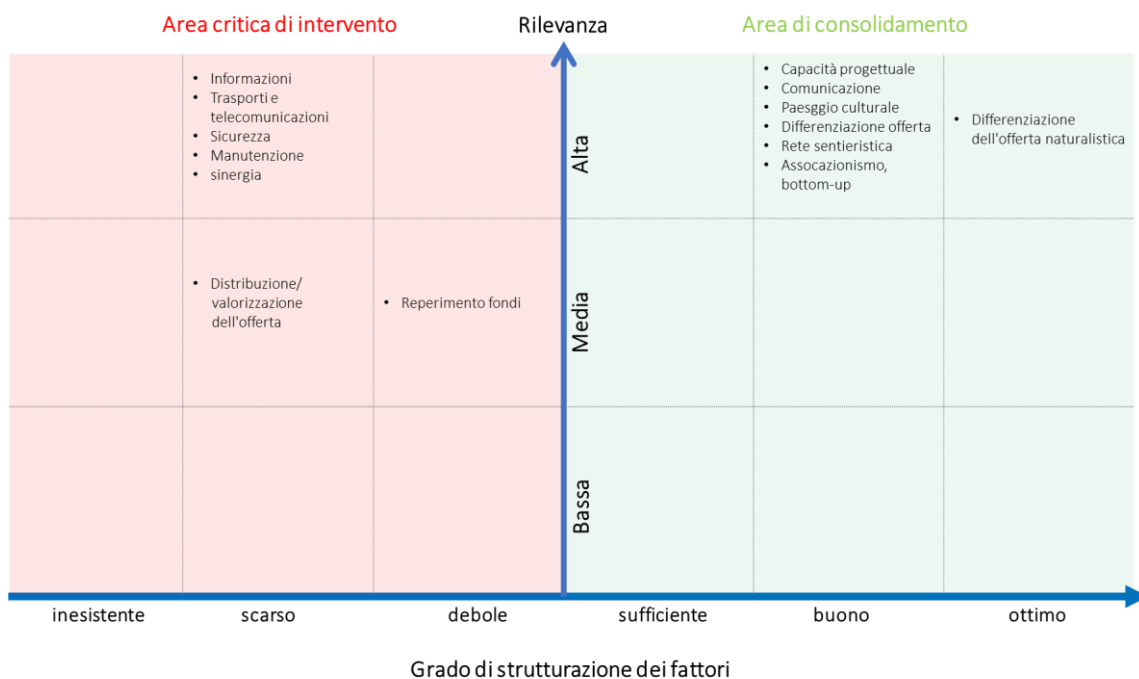 Area critica di intervento
Rilevanza
Area di consolidamento
• Informazioni
• Trasporti e
telecomunicazioni
• Sicurezza
• Manutenzione
• sinergia
Alta
• Capacità progettuale
• Comunicazione
• Paesggio culturale
• Differenziazione offerta
• Rete sentieristica
• Assocazionismo,
bottom-up
• Differenziazione
dell'offerta naturalistica
• Distribuzione/
valorizzazione
dell'offerta
• Reperimento fondi
Media
Bassa
inesistente
scarso
debole
sufficiente
buono
ottimo
Grado di strutturazione dei fattori